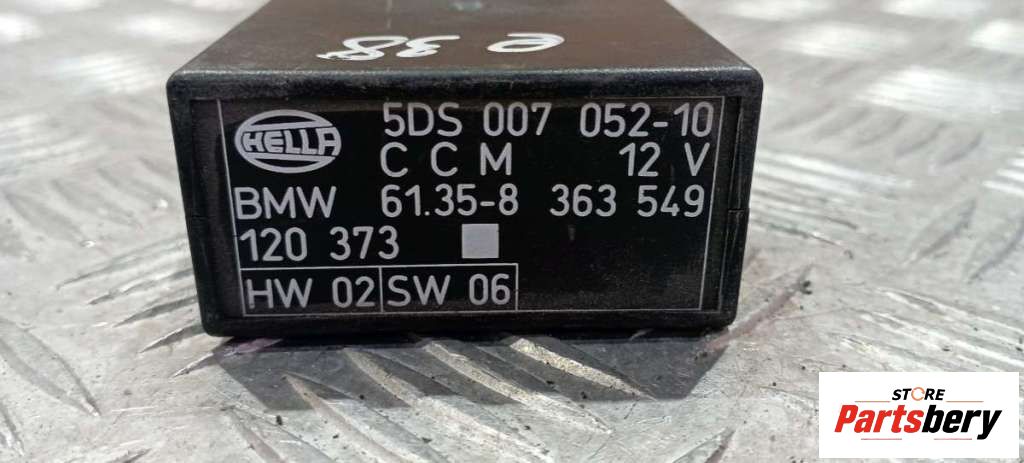 e 38
HELLA
5DS 007 052-10
C C M 12 V
BMW 61.35-8 363 549
120 373
HW 02 SW 06
STORE
Partsbery